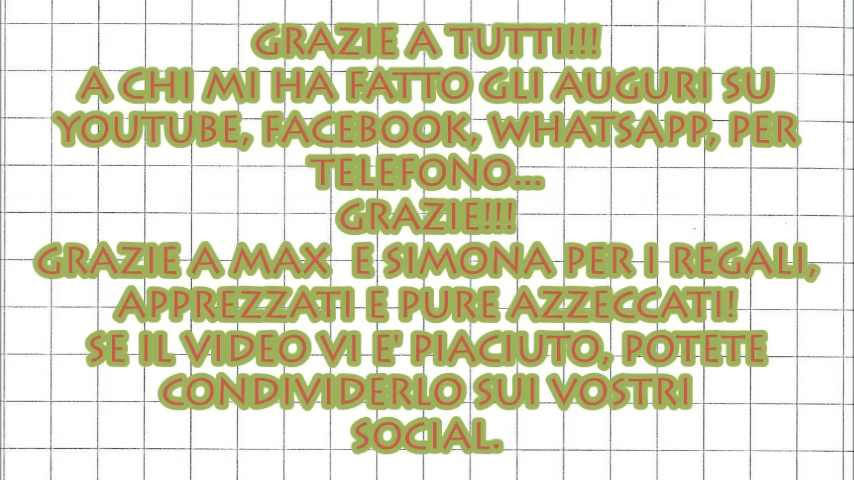 GRAZIE A TUTTI!!!
A CHI MI HA FATTO GLI AUGURI SU
YOUTUBE, FACEBOOK, WHATSAPP, PER
TELEFONO...
GRAZIE!!!
GRAZIE A MAX E SIMONA PER I REGALI,
APPREZZATI E PURE AZZECCATI!
SE IL VIDEO VI E' PIACIUTO, POTETE
CONDIVIDERLO SUI VOSTRI
SOCIAL.